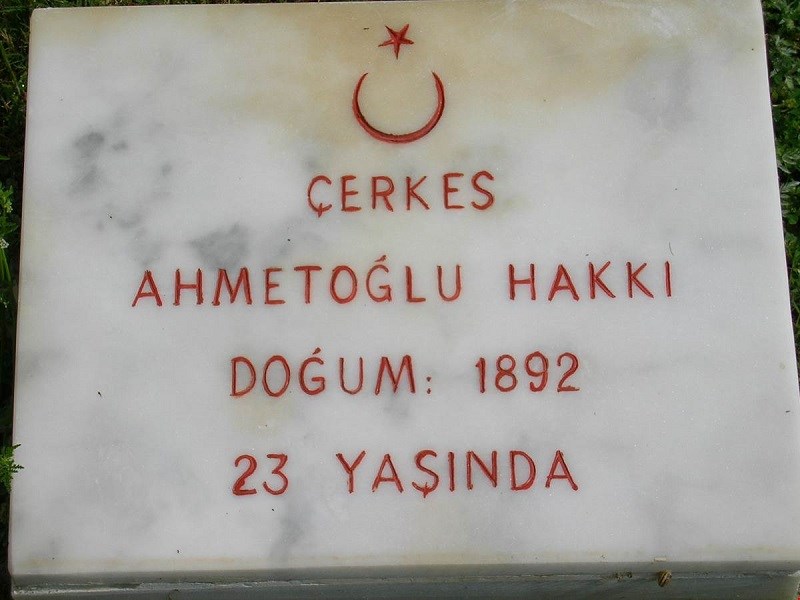 ÇERKES
AHMETOĞLU HAKKI
DOĞUM: 1892
23 YAŞINDA